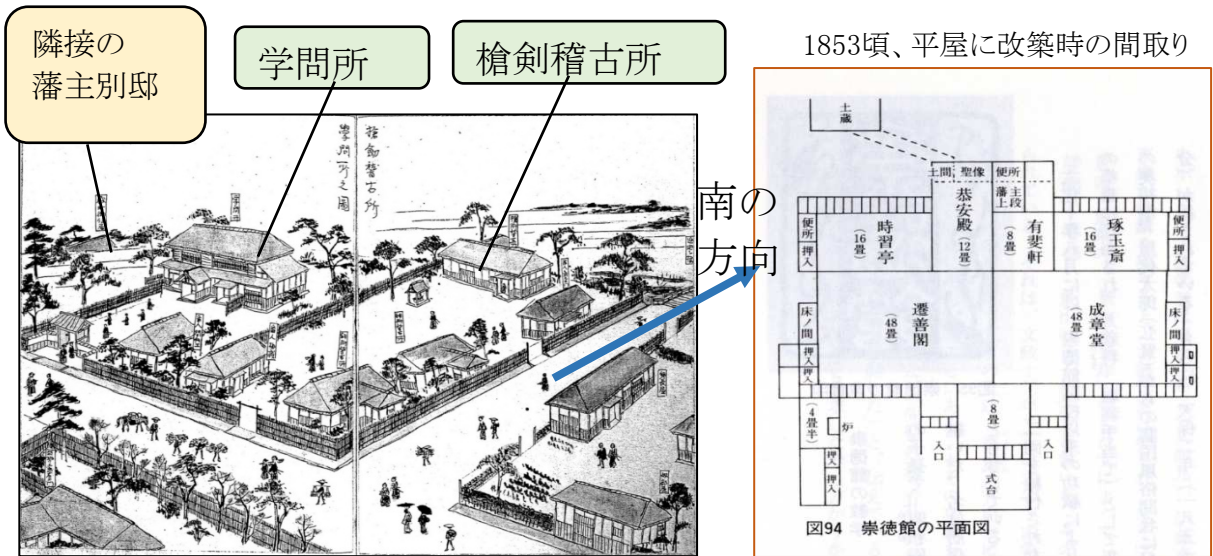 隣接の
藩主別邸
学問所
槍剣稽古所
1853頃、平屋に改築時の間取り
学問所之圖
槍劔稽古所
南の
方向
土蔵
土間
聖像
便所
藩主
上段
便所
押入
時習亭
(16畳)
恭安殿
(12畳)
有斐軒
(8畳)
琢玉斎
(16畳)
便所
押入
床ノ間
押入
押入
遷善閣
(48畳)
成章堂
(48畳)
床ノ間
押入
押入
(4畳半)
炉
押入
押入
入口
(8畳)
入口
式台
図94 崇徳館の平面図